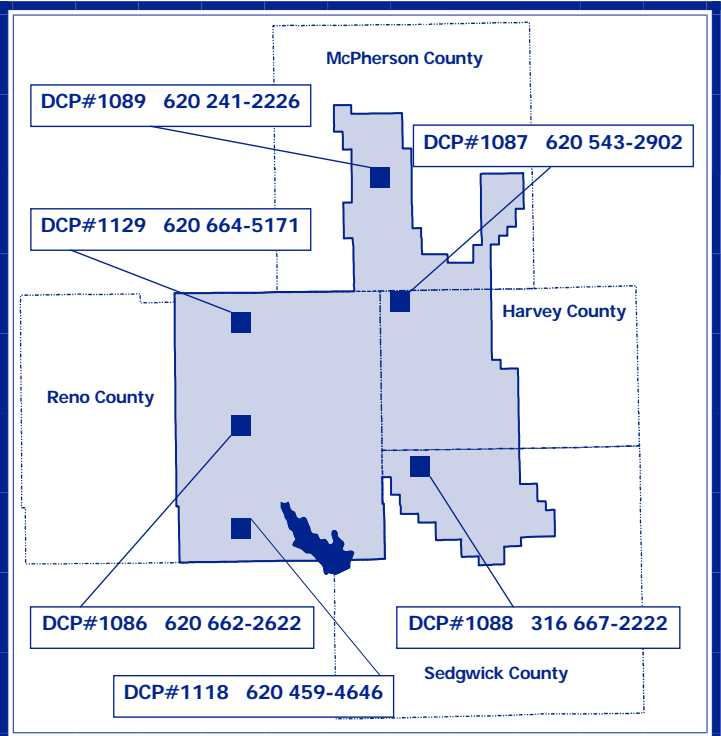 McPherson County
DCP#1089 620 241-2226
DCP#1087 620 543-2902
DCP#1129 620 664-5171
Harvey County
Reno County
DCP#1086 620 662-2622
DCP#1088 316 667-2222
Sedgwick County
DCP#1118 620 459-4646